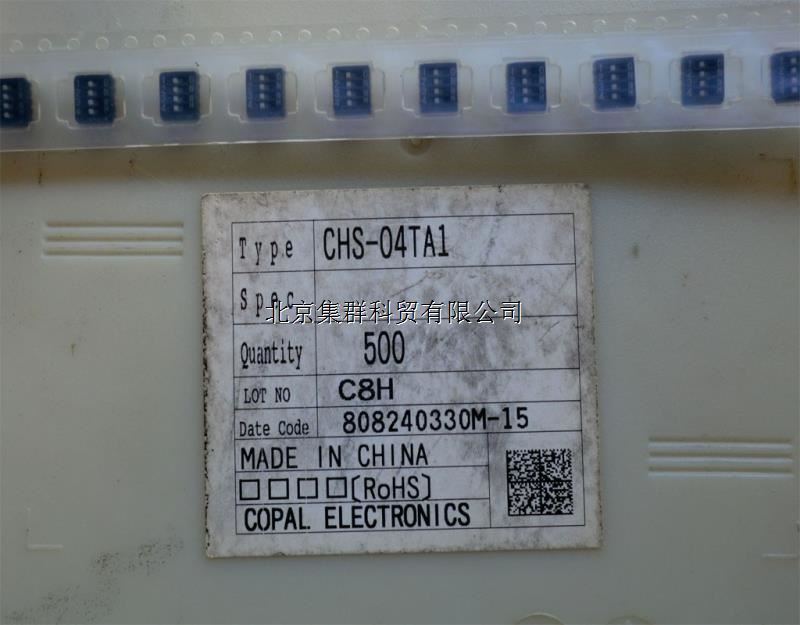 Type CHS-04TA1
Spec
北京集群科贸有限公司
Quantity 500
LOT NO C8H
Date Code 808240330M-15
MADE IN CHINA
□□□□[RoHS]
COPAL ELECTRONICS